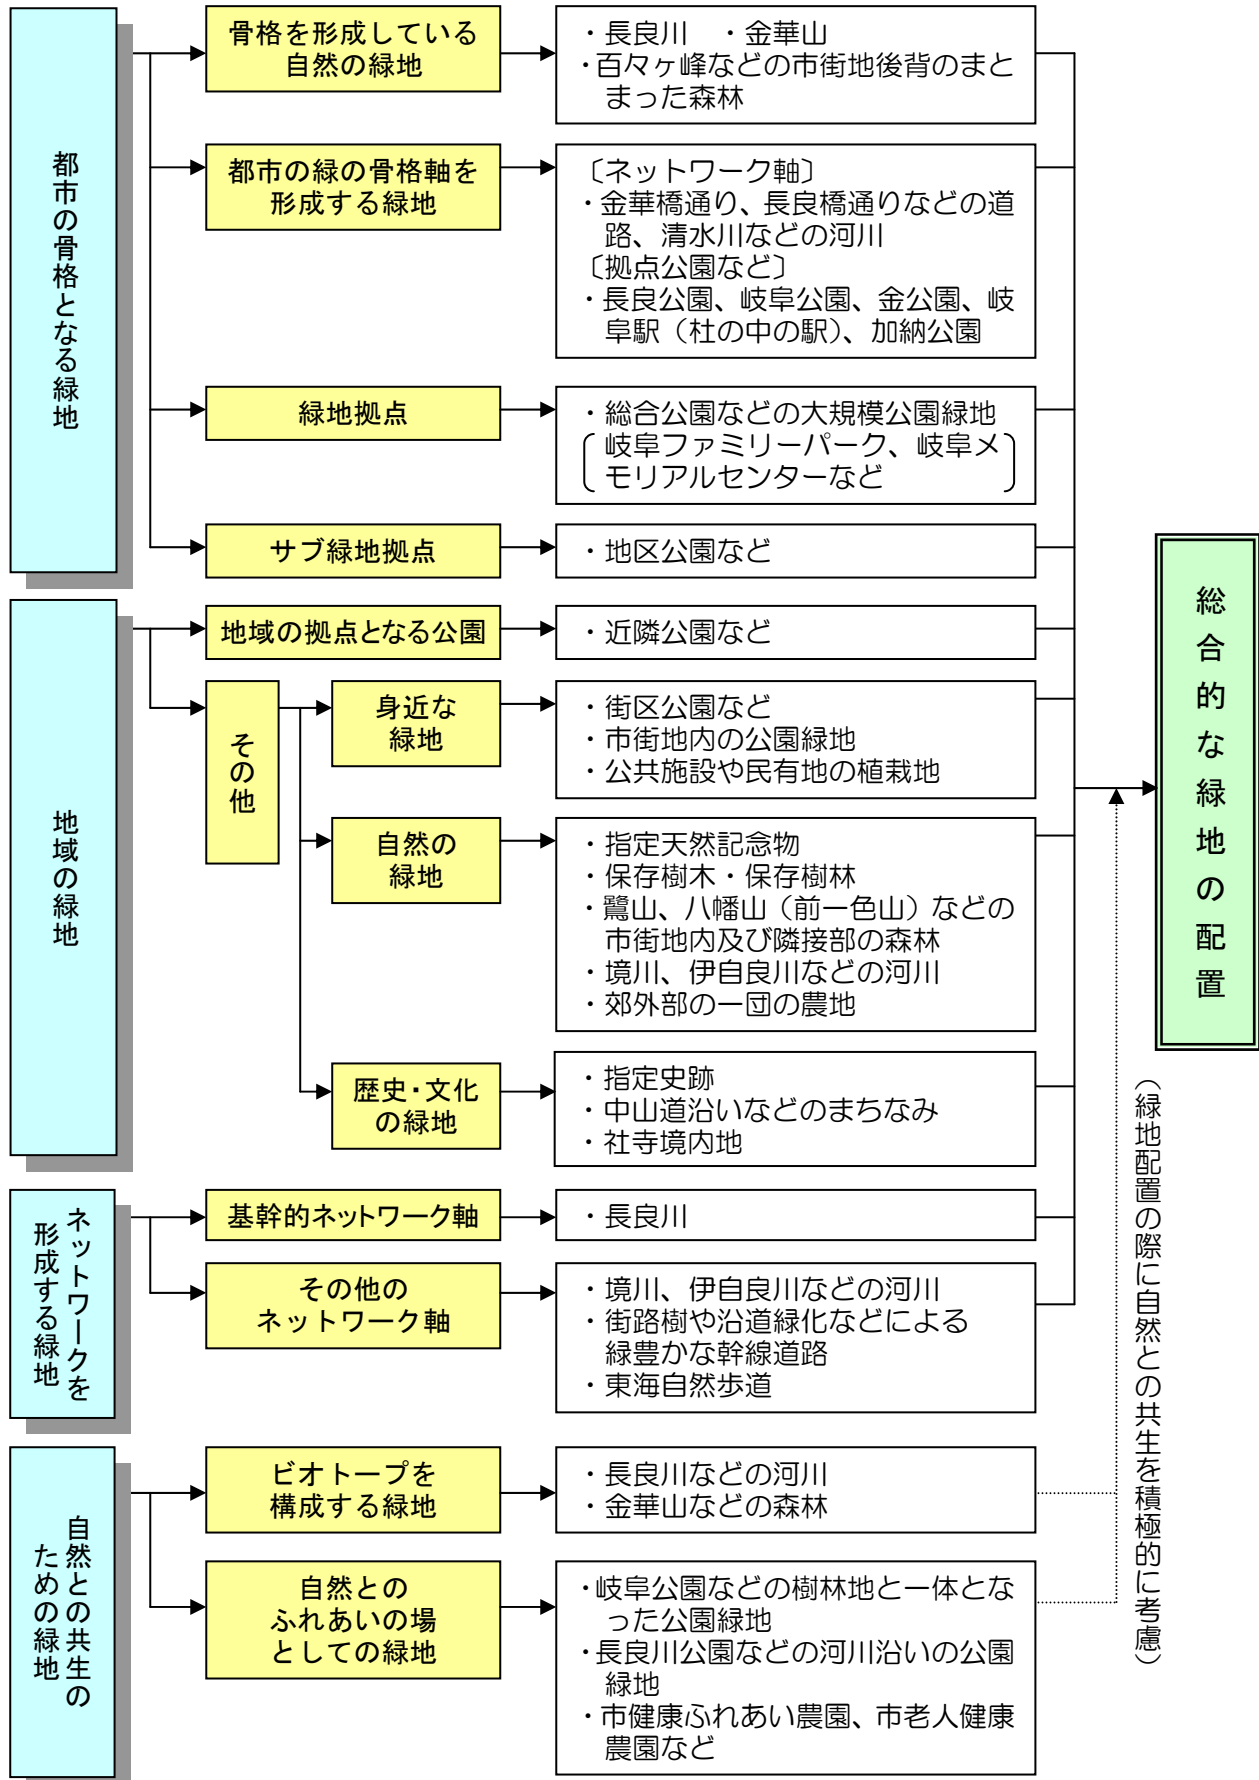 都市の骨格となる緑地
骨格を形成している
自然の緑地
・長良川　・金華山
・百々ヶ峰などの市街地後背のまと
まった森林
都市の緑の骨格軸を
形成する緑地
〔ネットワーク軸〕
・金華橋通り、長良橋通りなどの道
路、清水川などの河川
〔拠点公園など〕
・長良公園、岐阜公園、金公園、岐
阜駅（杜の中の駅）、加納公園
緑地拠点
・総合公園などの大規模公園緑地
岐阜ファミリーパーク、岐阜メ
モリアルセンターなど
サブ緑地拠点
・地区公園など
地域の緑地
地域の拠点となる公園
・近隣公園など
その他
身近な
緑地
・街区公園など
・市街地内の公園緑地
・公共施設や民有地の植栽地
自然の
緑地
・指定天然記念物
・保存樹木・保存樹林
・鷺山、八幡山（前一色山）などの
市街地内及び隣接部の森林
・境川、伊自良川などの河川
・郊外部の一団の農地
歴史・文化
の緑地
・指定史跡
・中山道沿いなどのまちなみ
・社寺境内地
ネットワークを
形成する緑地
基幹的ネットワーク軸
・長良川
その他の
ネットワーク軸
・境川、伊自良川などの河川
・街路樹や沿道緑化などによる
緑豊かな幹線道路
・東海自然歩道
自然との共生の
ための緑地
ビオトープを
構成する緑地
・長良川などの河川
・金華山などの森林
自然との
ふれあいの場
としての緑地
・岐阜公園などの樹林地と一体とな
った公園緑地
・長良川公園などの河川沿いの公園
緑地
・市健康ふれあい農園、市老人健康
農園など
総合的な緑地の配置
（緑地配置の際に自然との共生を積極的に考慮）